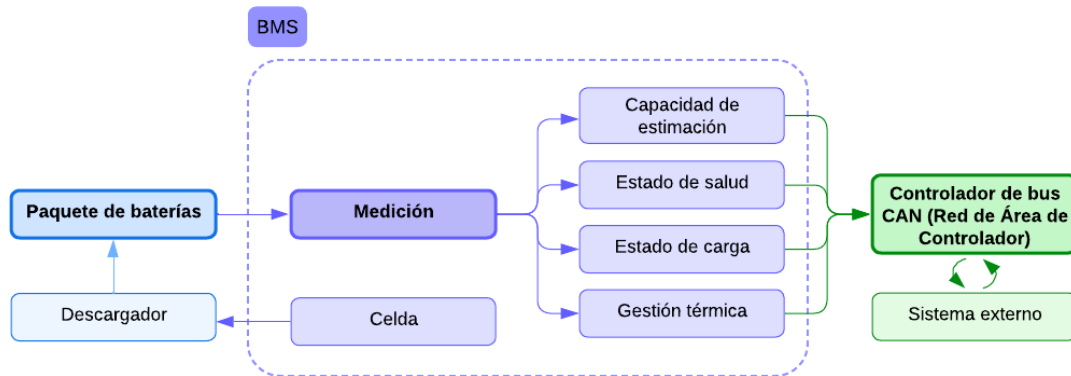 BMS
Capacidad de
estimación
Estado de salud
Paquete de baterías
Medición
Controlador de bus
CAN (Red de Área de
Controlador)
Estado de carga
Descargador
Celda
Gestión térmica
Sistema externo